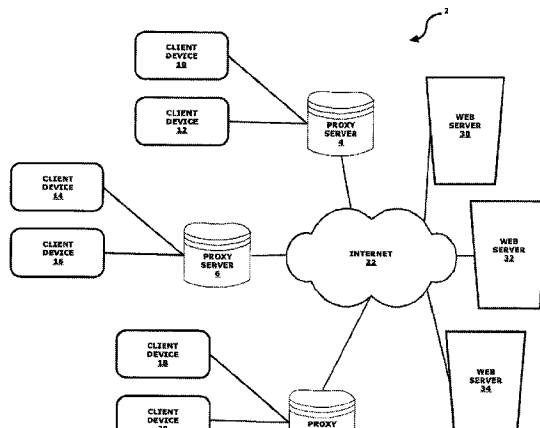 2
CLIENT
DEVICE
10
CLIENT
DEVICE
12
PROXY
SERVER
4
WEB
SERVER
30
CLIENT
DEVICE
14
CLIENT
DEVICE
16
PROXY
SERVER
6
INTERNET
22
WEB
SERVER
32
CLIENT
DEVICE
18
CLIENT
DEVICE
PROXY
WEB
SERVER
34